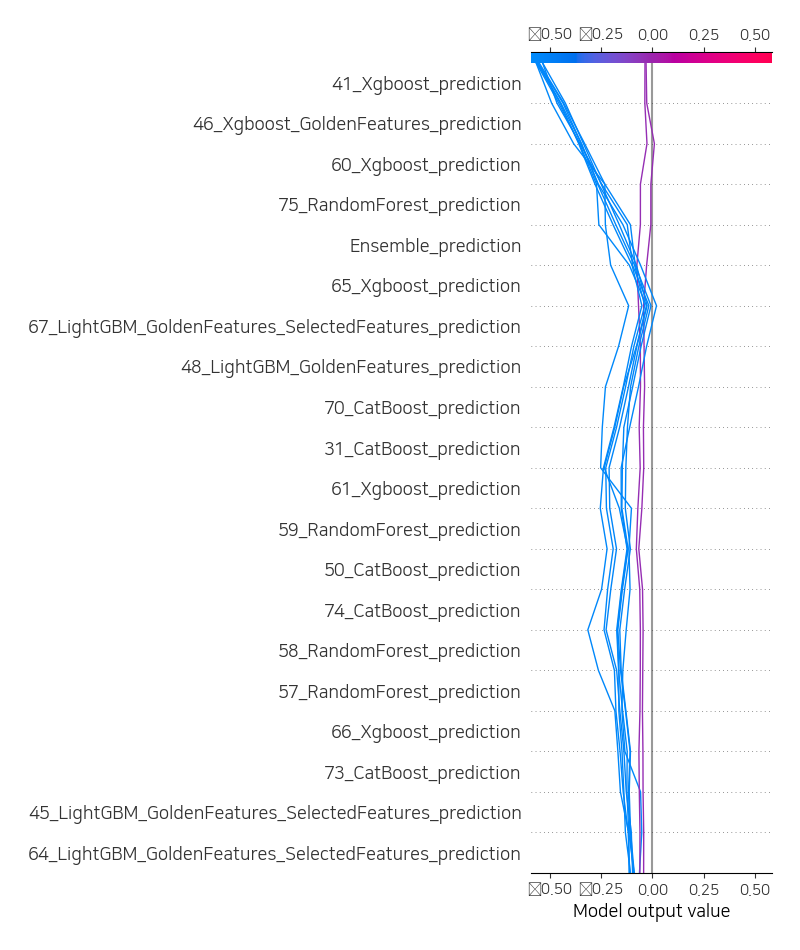 0.50 0.25 0.00 0.25 0.50
41_Xgboost_prediction
46_Xgboost_GoldenFeatures_prediction
60_Xgboost_prediction
75_RandomForest_prediction
Ensemble_prediction
65_Xgboost_prediction
67_LightGBM_GoldenFeatures_SelectedFeatures_prediction
48_LightGBM_GoldenFeatures_prediction
70_CatBoost_prediction
31_CatBoost_prediction
61_Xgboost_prediction
59_RandomForest_prediction
50_CatBoost_prediction
74_CatBoost_prediction
58_RandomForest_prediction
57_RandomForest_prediction
66_Xgboost_prediction
73_CatBoost_prediction
45_LightGBM_GoldenFeatures_SelectedFeatures_prediction
64_LightGBM_GoldenFeatures_SelectedFeatures_prediction
0.50 0.25 0.00 0.25 0.50
Model output value